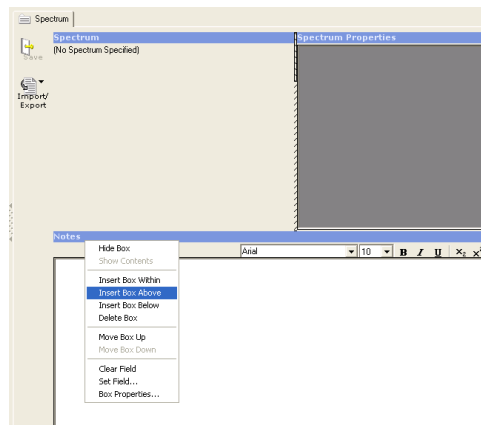 Spectrum
Spectrum
Spectrum Properties
Save
(No Spectrum Specified)
Import/
Export
Notes
Arial
10
B I U X₂ X
Hide Box
Show Contents
Insert Box Within
Insert Box Above
Insert Box Below
Delete Box
Move Box Up
Move Box Down
Clear Field
Set Field...
Box Properties...